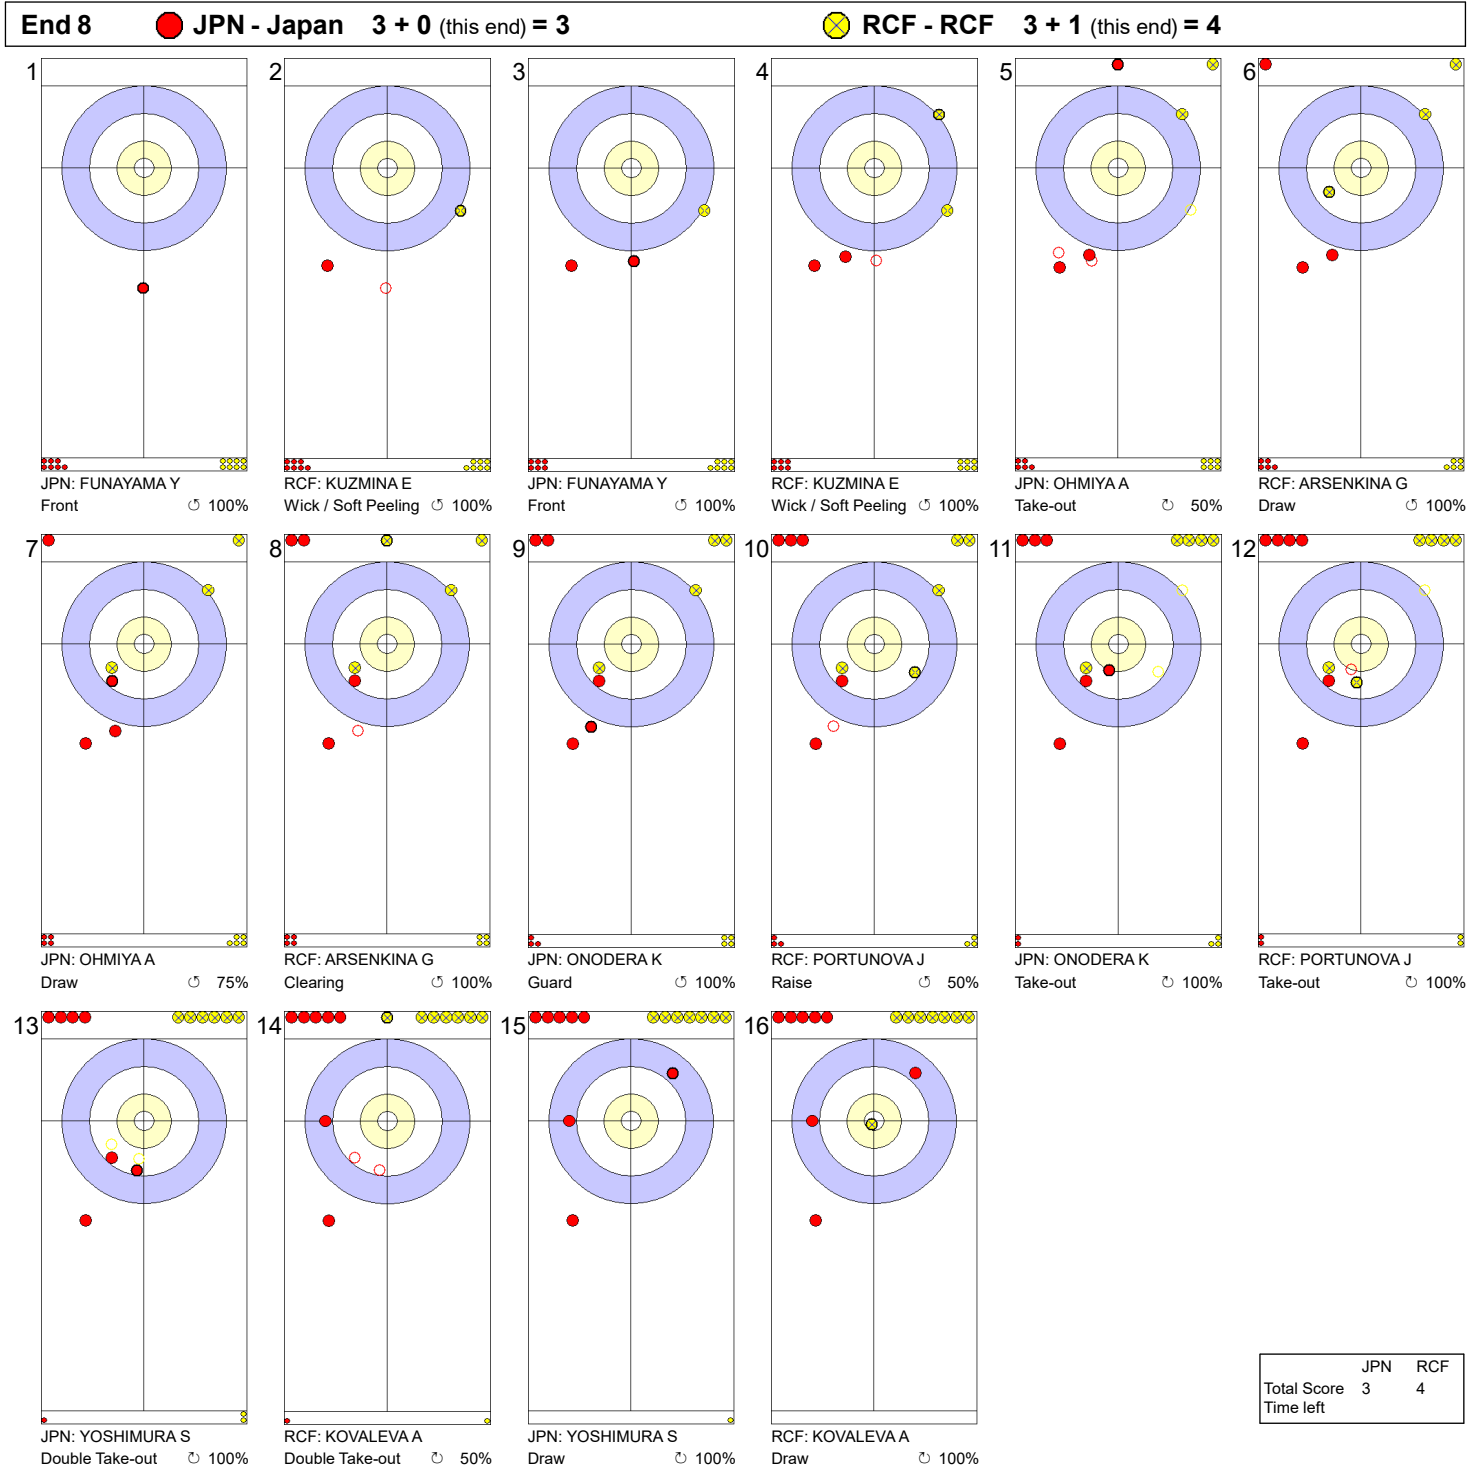 End 8 JPN - Japan 3 + 0 (this end) = 3 RCF - RCF 3 + 1 (this end) = 4
1 2 3 4 5 6
JPN: FUNAYAMA Y RCF: KUZMINA E JPN: FUNAYAMA Y RCF: KUZMINA E JPN: OHMIYA A RCF: ARSENKINA G
Front ↺ 100% Wick / Soft Peeling ↺ 100% Front ↺ 100% Wick / Soft Peeling ↺ 100% Take-out ↻ 50% Draw ↺ 100%
7 8 9 10 11 12
JPN: OHMIYA A RCF: ARSENKINA G JPN: ONODERA K RCF: PORTUNOVA J JPN: ONODERA K RCF: PORTUNOVA J
Draw ↺ 75% Clearing ↺ 100% Guard ↺ 100% Raise ↺ 50% Take-out ↺ 100% Take-out ↻ 100%
13 14 15 16
JPN RCF
Total Score 3 4
Time left
JPN: YOSHIMURA S RCF: KOVALEVA A JPN: YOSHIMURA S RCF: KOVALEVA A
Double Take-out ↻ 100% Double Take-out ↻ 50% Draw ↻ 100% Draw ↻ 100%